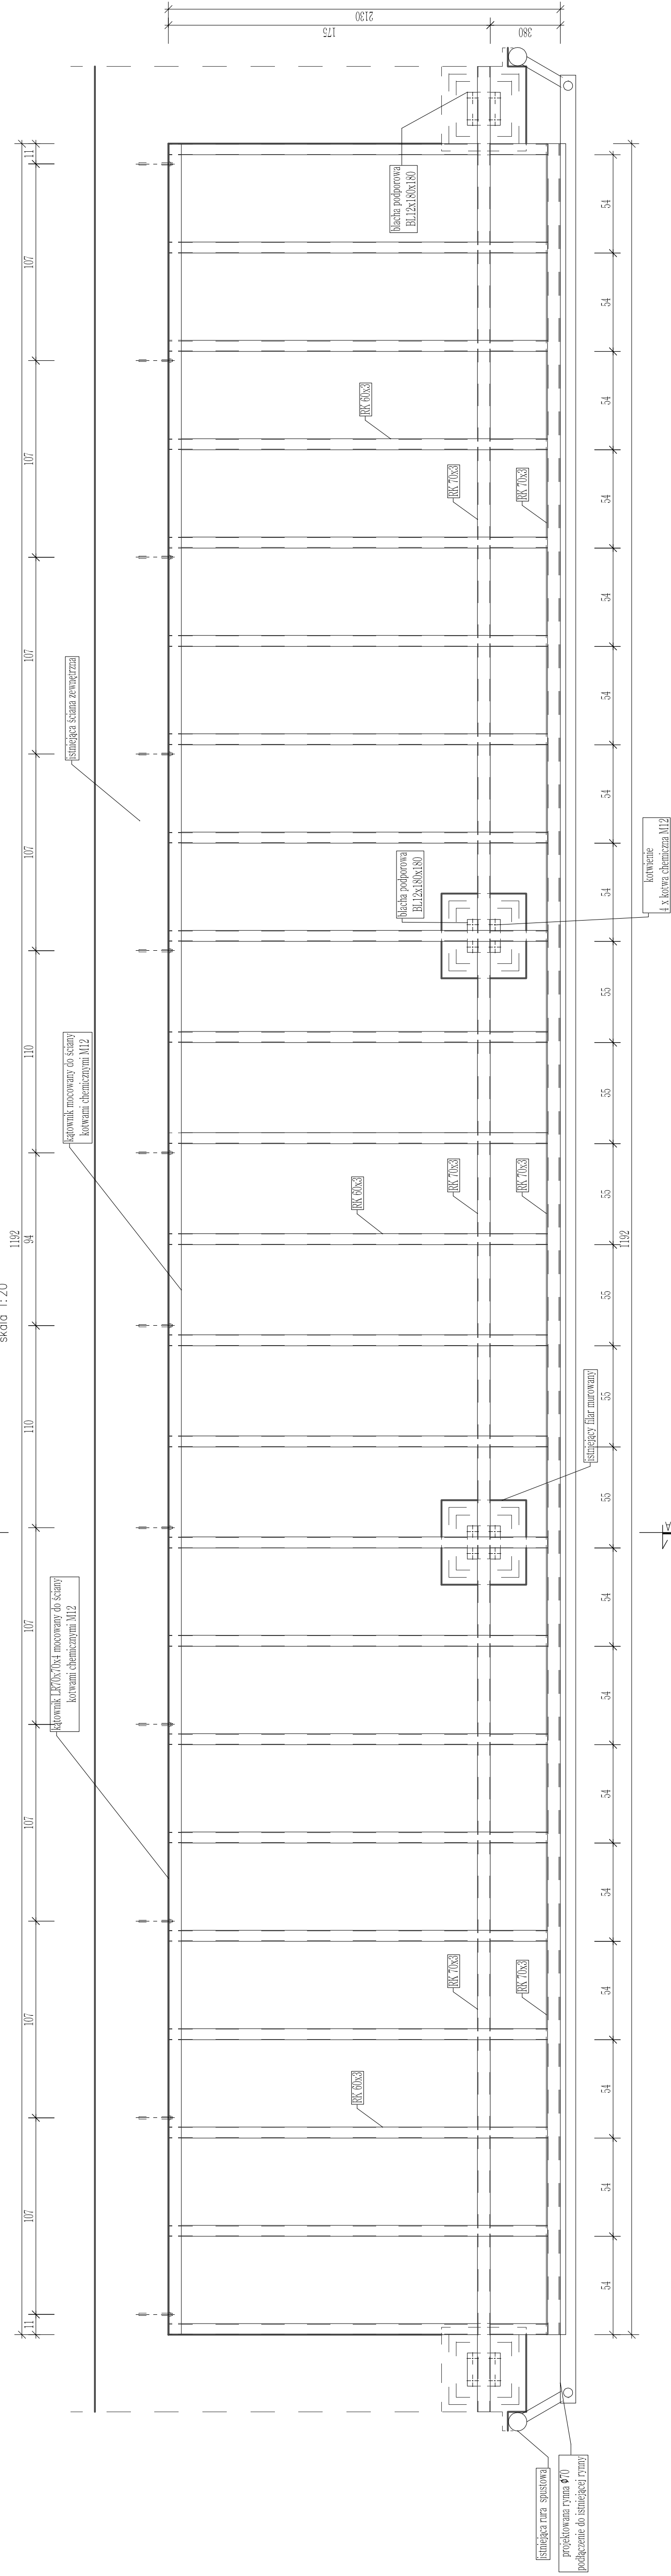 2130
175
380
11
107
107
107
107
110
1192
94
110
107
107
107
107
11
blacha podporowa
BL12x180x180
RK 60x3
RK 70x3
RK 70x3
istniejąca ściana zewnętrzna
blacha podporowa
BL12x180x180
kotwienie
4 x kotwa chemiczna M12
kątownik mocowany do ściany
kotwami chemicznymi M12
RK 60x3
RK 70x3
RK 70x3
skala 1:20
istniejący filar murowany
A
kątownik LR70x70x4 mocowany do ściany
kotwami chemicznymi M12
RK 70x3
RK 70x3
RK 60x3
54
54
54
54
54
54
54
54
55
55
55
55
1192
55
55
54
54
54
54
54
54
54
54
istniejąca rura spustowa
projektowana rynna Ø70
podłączenie do istniejącej rynny